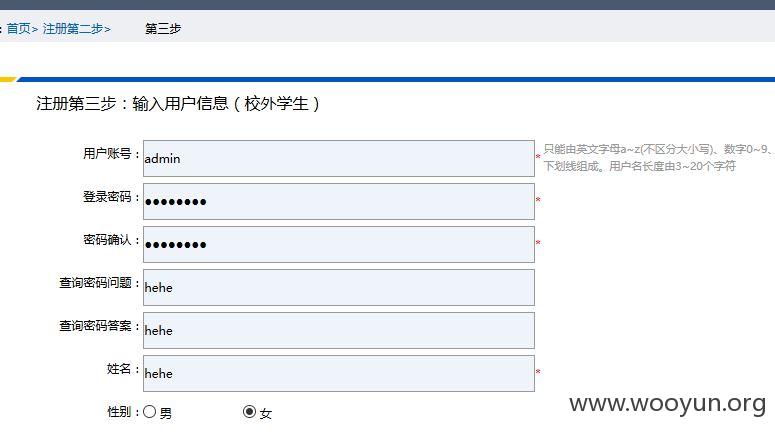 : 首页> 注册第二步> 第三步
注册第三步：输入用户信息（校外学生）
用户账号： admin * 只能由英文字母a~z(不区分大小写)、数字0~9、
下划线组成。用户名长度由3~20个字符
登录密码： ●●●●●●●● *
密码确认： ●●●●●●●● *
查询密码问题： hehe
查询密码答案： hehe
姓名： hehe *
性别： 男 女
www.wooyun.org